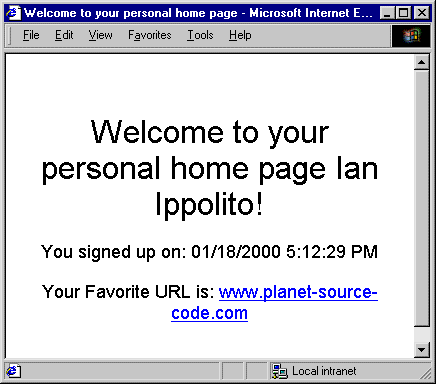 Welcome to your personal home page - Microsoft Internet E...
File Edit View Favorites Tools Help
Welcome to your
personal home page Ian
Ippolito!
You signed up on: 01/18/2000 5:12:29 PM
Your Favorite URL is: www.planet-source-
code.com
Local intranet